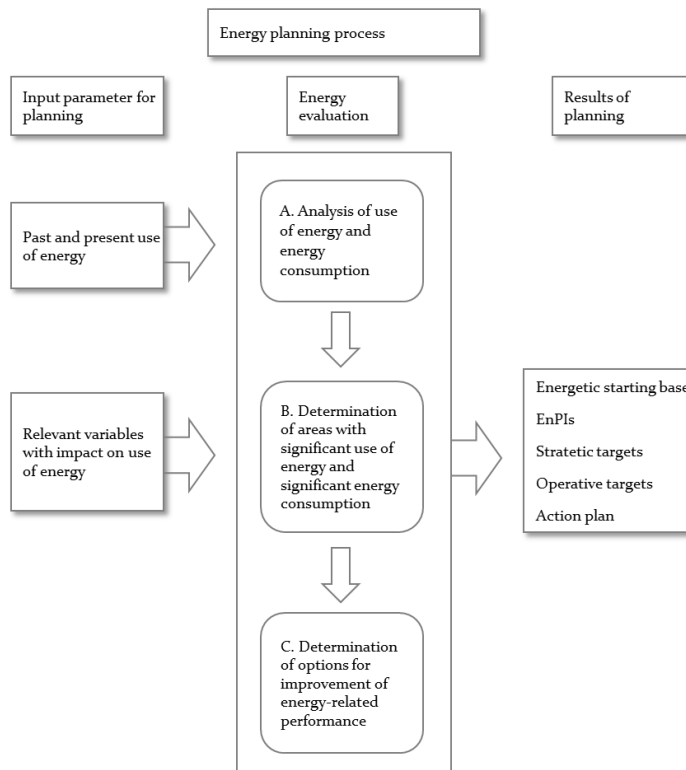 Energy planning process
Input parameter for
planning
Energy
evaluation
Results of
planning
Past and present use
of energy
A. Analysis of use
of energy and
energy
consumption
Relevant variables
with impact on use
of energy
B. Determination
of areas with
significant use of
energy and
significant energy
consumption
Energetic starting base
EnPIs
Stratetic targets
Operative targets
Action plan
C. Determination
of options for
improvement of
energy-related
performance